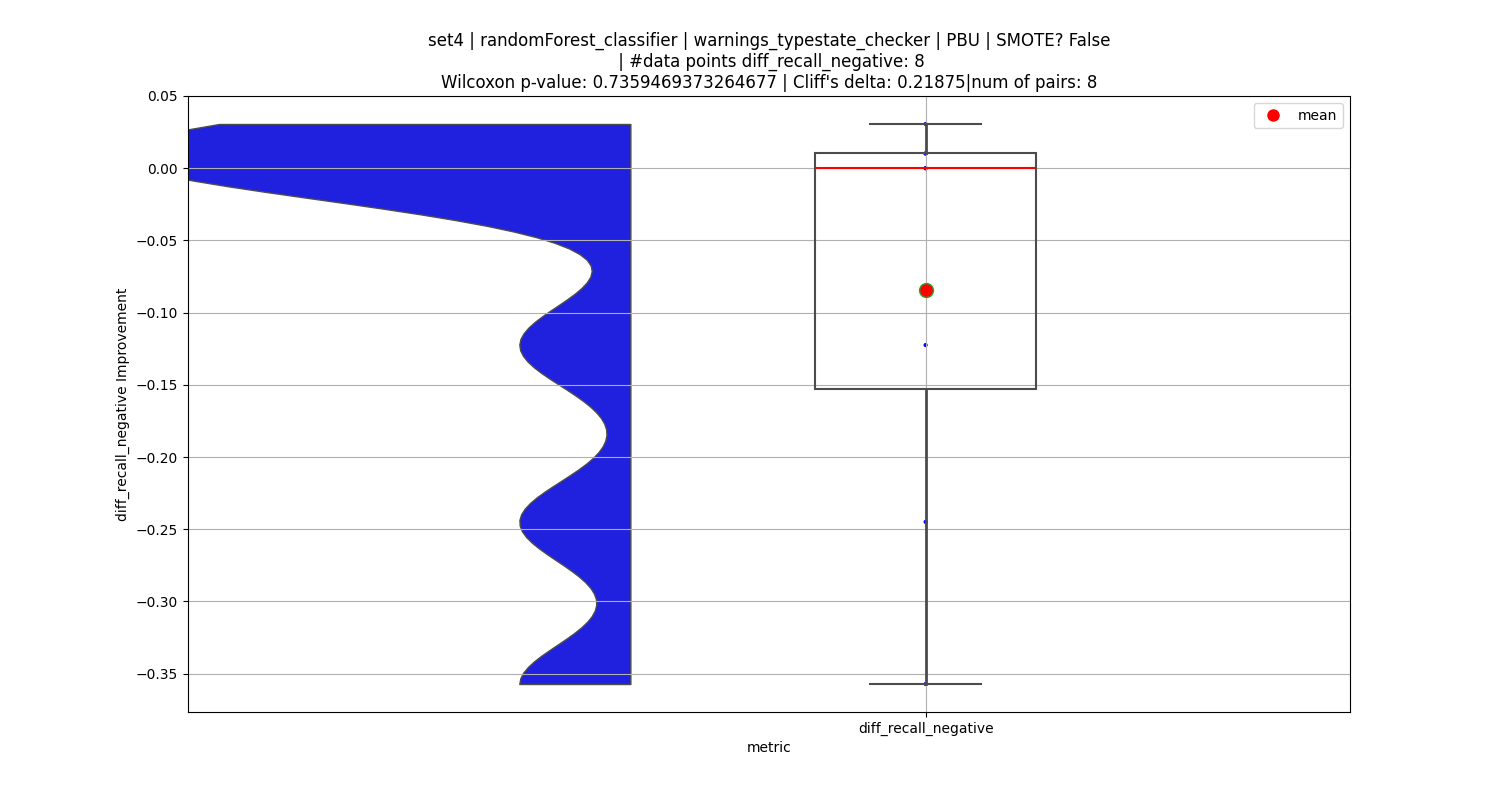 set4 | randomForest_classifier | warnings_typestate_checker | PBU | SMOTE? False
| #data points diff_recall_negative: 8
Wilcoxon p-value: 0.7359469373264677 | Cliff's delta: 0.21875|num of pairs: 8
mean
0.05
0.00
−0.05
−0.10
−0.15
−0.20
−0.25
−0.30
−0.35
diff_recall_negative Improvement
diff_recall_negative
metric